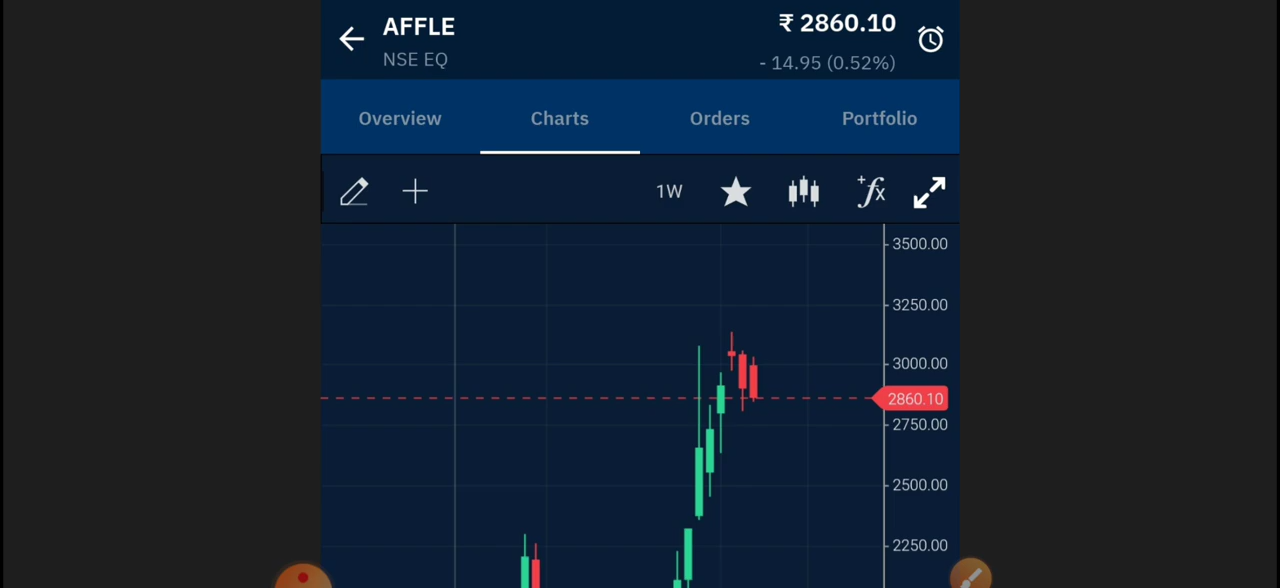 AFFLE
₹ 2860.10
NSE EQ
- 14.95 (0.52%)
Overview Charts Orders Portfolio
1W
+fx
3500.00
3250.00
3000.00
2860.10
2750.00
2500.00
2250.00